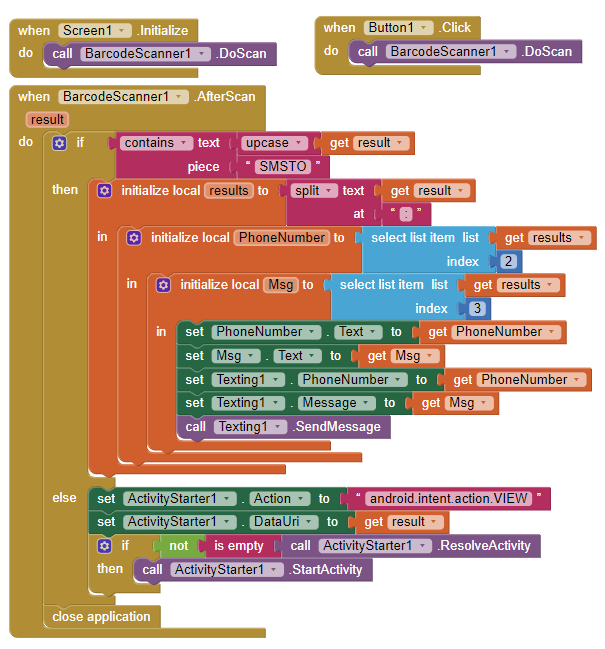 when Screen1 .Initialize
do call BarcodeScanner1 .DoScan
when Button1 .Click
do call BarcodeScanner1 .DoScan
when BarcodeScanner1 .AfterScan
result
do if contains text upcase get result
piece " SMSTO "
then initialize local results to split text get result
at " : "
in initialize local PhoneNumber to select list item list get results
index 2
in initialize local Msg to select list item list get results
index 3
in set PhoneNumber . Text to get PhoneNumber
set Msg . Text to get Msg
set Texting1 . PhoneNumber to get PhoneNumber
set Texting1 . Message to get Msg
call Texting1 .SendMessage
else set ActivityStarter1 . Action to " android.intent.action.VIEW "
set ActivityStarter1 . DataUri to get result
if not is empty call ActivityStarter1 .ResolveActivity
then call ActivityStarter1 .StartActivity
close application